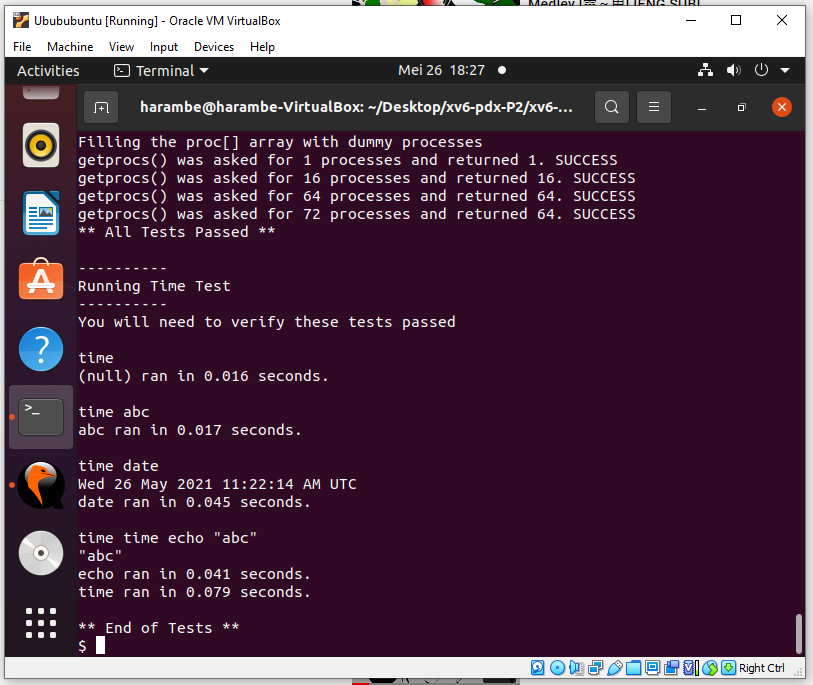 Medley
Ubububuntu [Running] - Oracle VM VirtualBox
File Machine View Input Devices Help
Activities Terminal Mei 26 18:27
harambe@harambe-VirtualBox: ~/Desktop/xv6-pdx-P2/xv6-...
Filling the proc[] array with dummy processes
getprocs() was asked for 1 processes and returned 1. SUCCESS
getprocs() was asked for 16 processes and returned 16. SUCCESS
getprocs() was asked for 64 processes and returned 64. SUCCESS
getprocs() was asked for 72 processes and returned 64. SUCCESS
** All Tests Passed **
----------
Running Time Test
----------
You will need to verify these tests passed
time
(null) ran in 0.016 seconds.
time abc
abc ran in 0.017 seconds.
time date
Wed 26 May 2021 11:22:14 AM UTC
date ran in 0.045 seconds.
time time echo "abc"
"abc"
echo ran in 0.041 seconds.
time ran in 0.079 seconds.
** End of Tests **
$
Right Ctrl